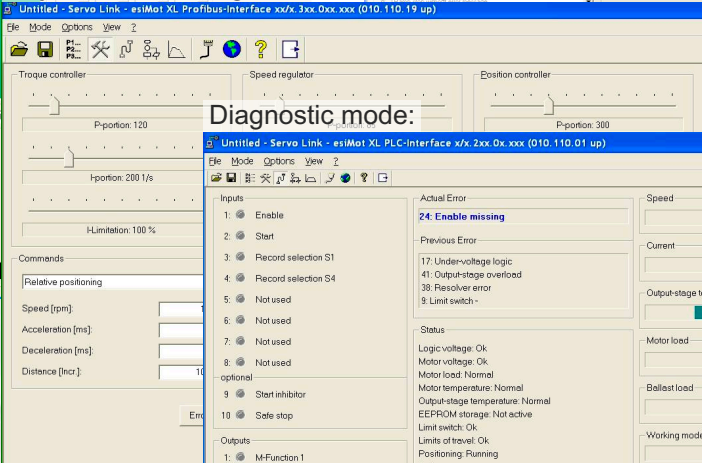 Untitled - Servo Link - esiMot XL Profibus-Interface xx/x.3xx.0xx.xxx (010.110.19 up)
File Mode Options View ?
P1... P2... P3...
Troque controller
Speed regulator
Position controller
P-portion: 120
P-portion: 300
I-portion: 200 1/s
I-Limitation: 100 %
Commands
Relative positioning
Speed [rpm]:
Acceleration [ms]:
Deceleration [ms]:
Distance [Incr.]:
Diagnostic mode:
Untitled - Servo Link - esiMot XL PLC-Interface x/x.2xx.0x.xxx (010.110.01 up)
File Mode Options View ?
Inputs
1: Enable
2: Start
3: Record selection S1
4: Record selection S4
5: Not used
6: Not used
7: Not used
8: Not used
optional
9 Start inhibitor
10 Safe stop
Outputs
1: M-Function 1
Actual Error
24: Enable missing
Previous Error
17: Under-voltage logic
41: Output-stage overload
38: Resolver error
9: Limit switch -
Status
Logic voltage: Ok
Motor voltage: Ok
Motor load: Normal
Motor temperature: Normal
Output-stage temperature: Normal
EEPROM storage: Not active
Limit switch: Ok
Limits of travel: Ok
Positioning: Running
Speed
Current
Output-stage
Motor load
Ballast load
Working mode